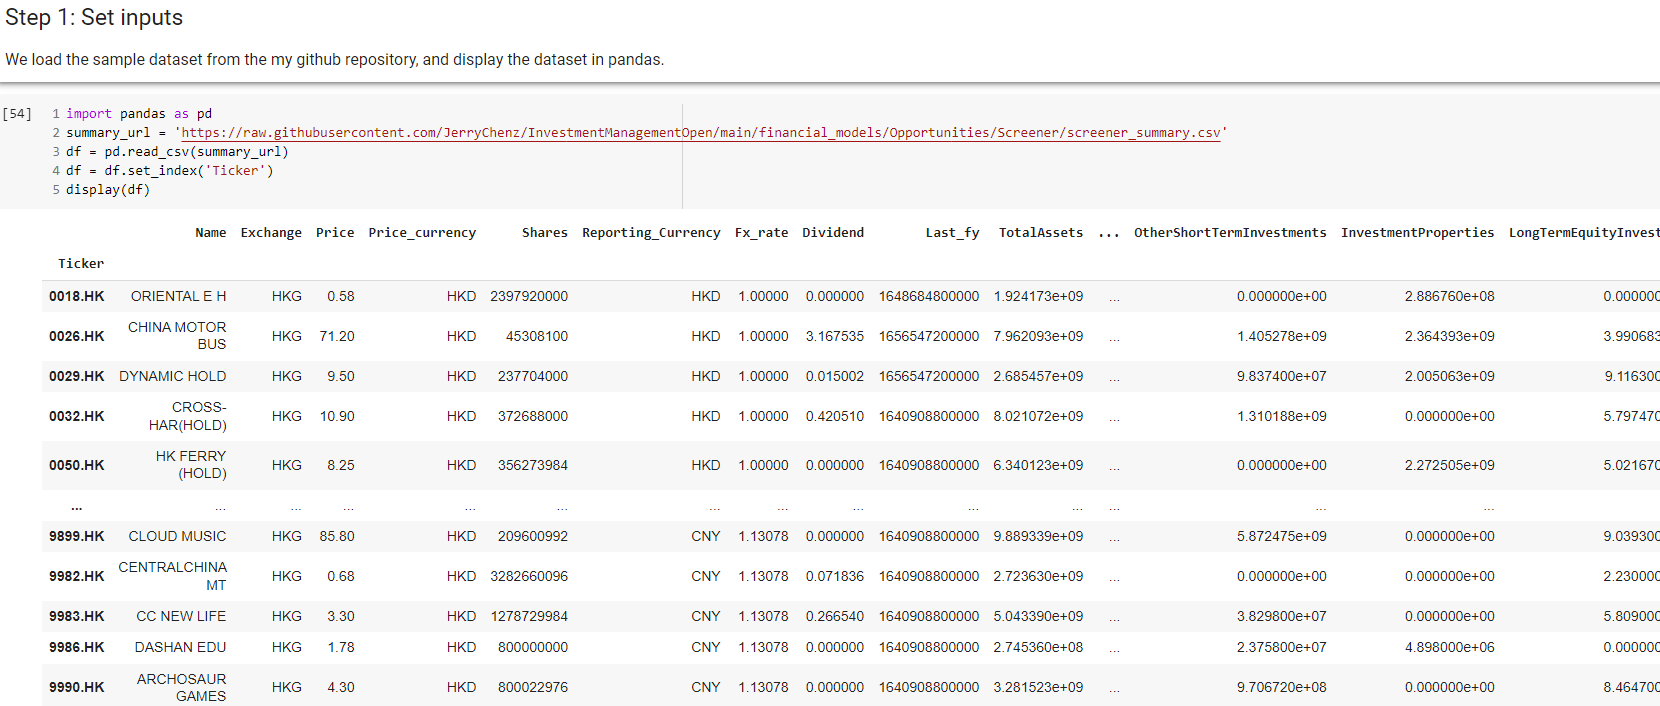 Step 1: Set inputs
We load the sample dataset from the my github repository, and display the dataset in pandas.
[54] 1 import pandas as pd
2 summary_url = 'https://raw.githubusercontent.com/JerryChenz/InvestmentManagementOpen/main/financial_models/Opportunities/Screener/screener_summary.csv'
3 df = pd.read_csv(summary_url)
4 df = df.set_index('Ticker')
5 display(df)
Name Exchange Price Price_currency Shares Reporting_Currency Fx_rate Dividend Last_fy TotalAssets ... OtherShortTermInvestments InvestmentProperties LongTermEquityInvest
Ticker
0018.HK ORIENTAL E H HKG 0.58 HKD 2397920000 HKD 1.00000 0.000000 1648684800000 1.924173e+09 ... 0.000000e+00 2.886760e+08 0.000000
CHINA MOTOR
0026.HK HKG 71.20 HKD 45308100 HKD 1.00000 3.167535 1656547200000 7.962093e+09 ... 1.405278e+09 2.364393e+09 3.990683
BUS
0029.HK DYNAMIC HOLD HKG 9.50 HKD 237704000 HKD 1.00000 0.015002 1656547200000 2.685457e+09 ... 9.837400e+07 2.005063e+09 9.116300
CROSS-
0032.HK HKG 10.90 HKD 372688000 HKD 1.00000 0.420510 1640908800000 8.021072e+09 ... 1.310188e+09 0.000000e+00 5.797470
HAR(HOLD)
HK FERRY
0050.HK HKG 8.25 HKD 356273984 HKD 1.00000 0.000000 1640908800000 6.340123e+09 ... 0.000000e+00 2.272505e+09 5.021670
(HOLD)
... ... ... ... ... ... ... ... ... ... ... ... ... ...
9899.HK CLOUD MUSIC HKG 85.80 HKD 209600992 CNY 1.13078 0.000000 1640908800000 9.889339e+09 ... 5.872475e+09 0.000000e+00 9.039300
CENTRALCHINA
9982.HK HKG 0.68 HKD 3282660096 CNY 1.13078 0.071836 1640908800000 2.723630e+09 ... 0.000000e+00 0.000000e+00 2.230000
MT
9983.HK CC NEW LIFE HKG 3.30 HKD 1278729984 CNY 1.13078 0.266540 1640908800000 5.043390e+09 ... 3.829800e+07 0.000000e+00 5.809000
9986.HK DASHAN EDU HKG 1.78 HKD 800000000 CNY 1.13078 0.000000 1640908800000 2.745360e+08 ... 2.375800e+07 4.898000e+06 0.000000
ARCHOSAUR
9990.HK HKG 4.30 HKD 800022976 CNY 1.13078 0.000000 1640908800000 3.281523e+09 ... 9.706720e+08 0.000000e+00 8.464700
GAMES